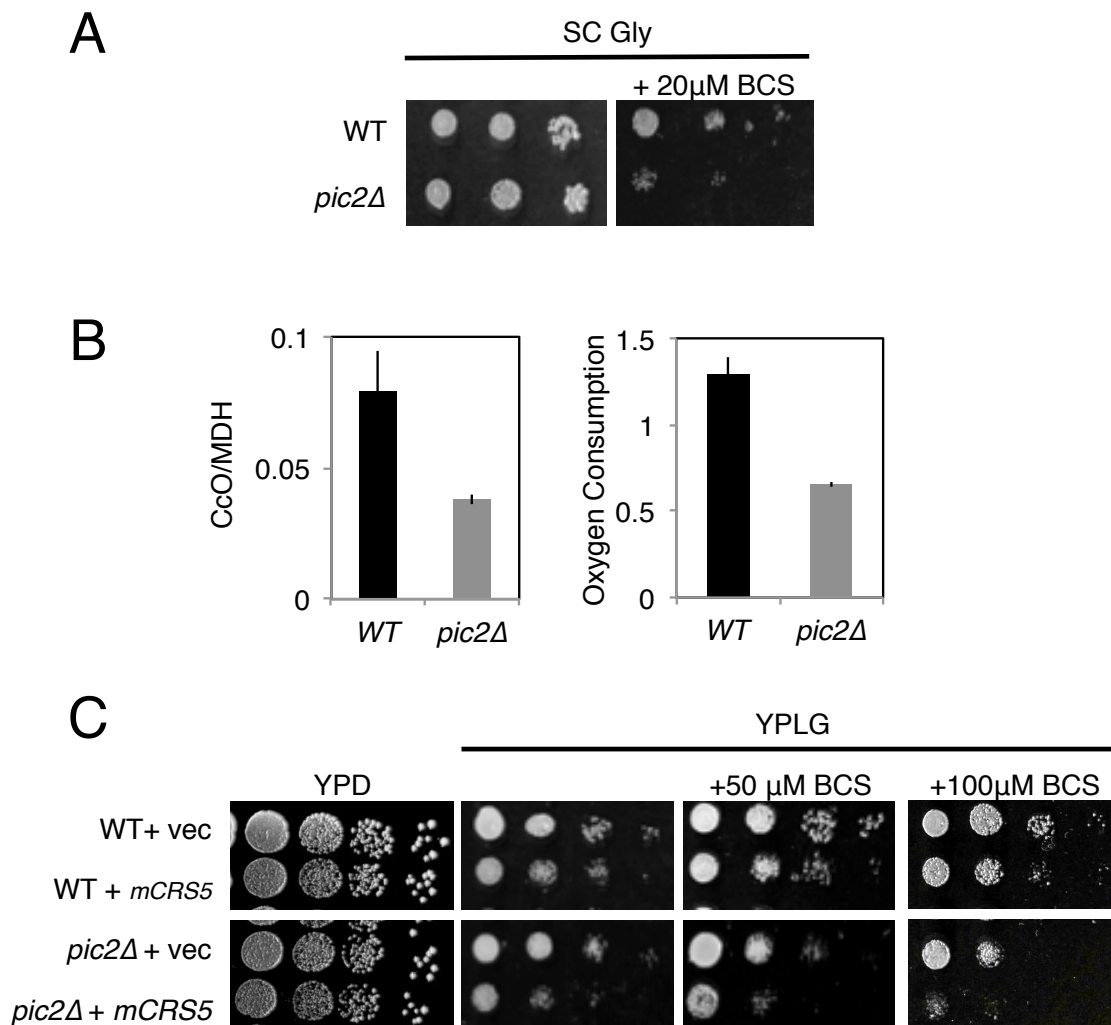 A
SC Gly
+ 20µM BCS
WT
pic2Δ
B
CcO/MDH
0.1
0.05
0
WT
pic2Δ
Oxygen Consumption
1.5
1
0.5
0
WT
pic2Δ
C
YPLG
YPD
+50 µM BCS
+100µM BCS
WT+ vec
WT + mCRS5
pic2Δ + vec
pic2Δ + mCRS5